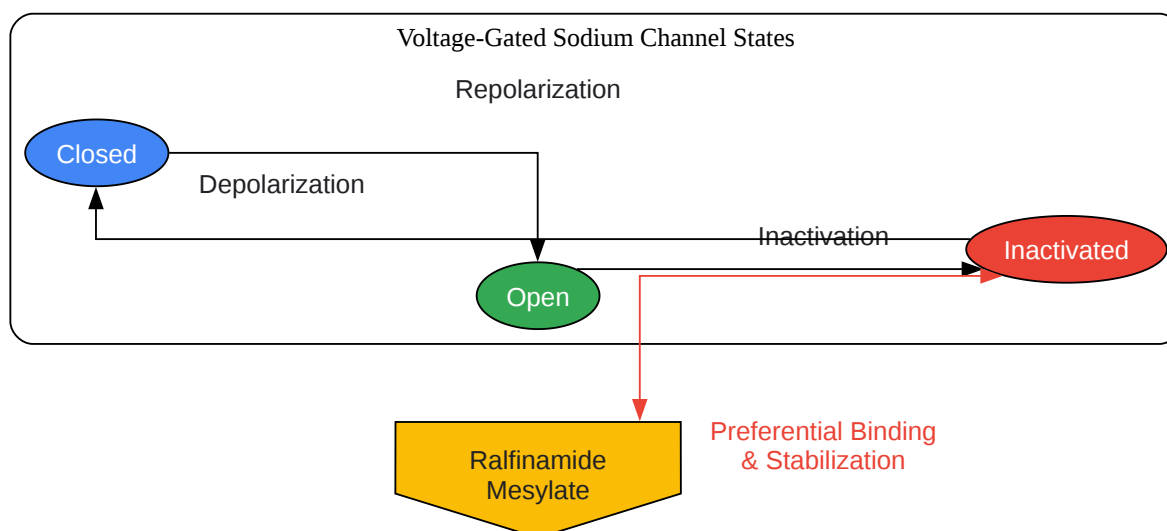 Voltage-Gated Sodium Channel States
Repolarization
Closed
Depolarization
Inactivation
Inactivated
Open
Preferential Binding
& Stabilization
Ralfinamide
Mesylate